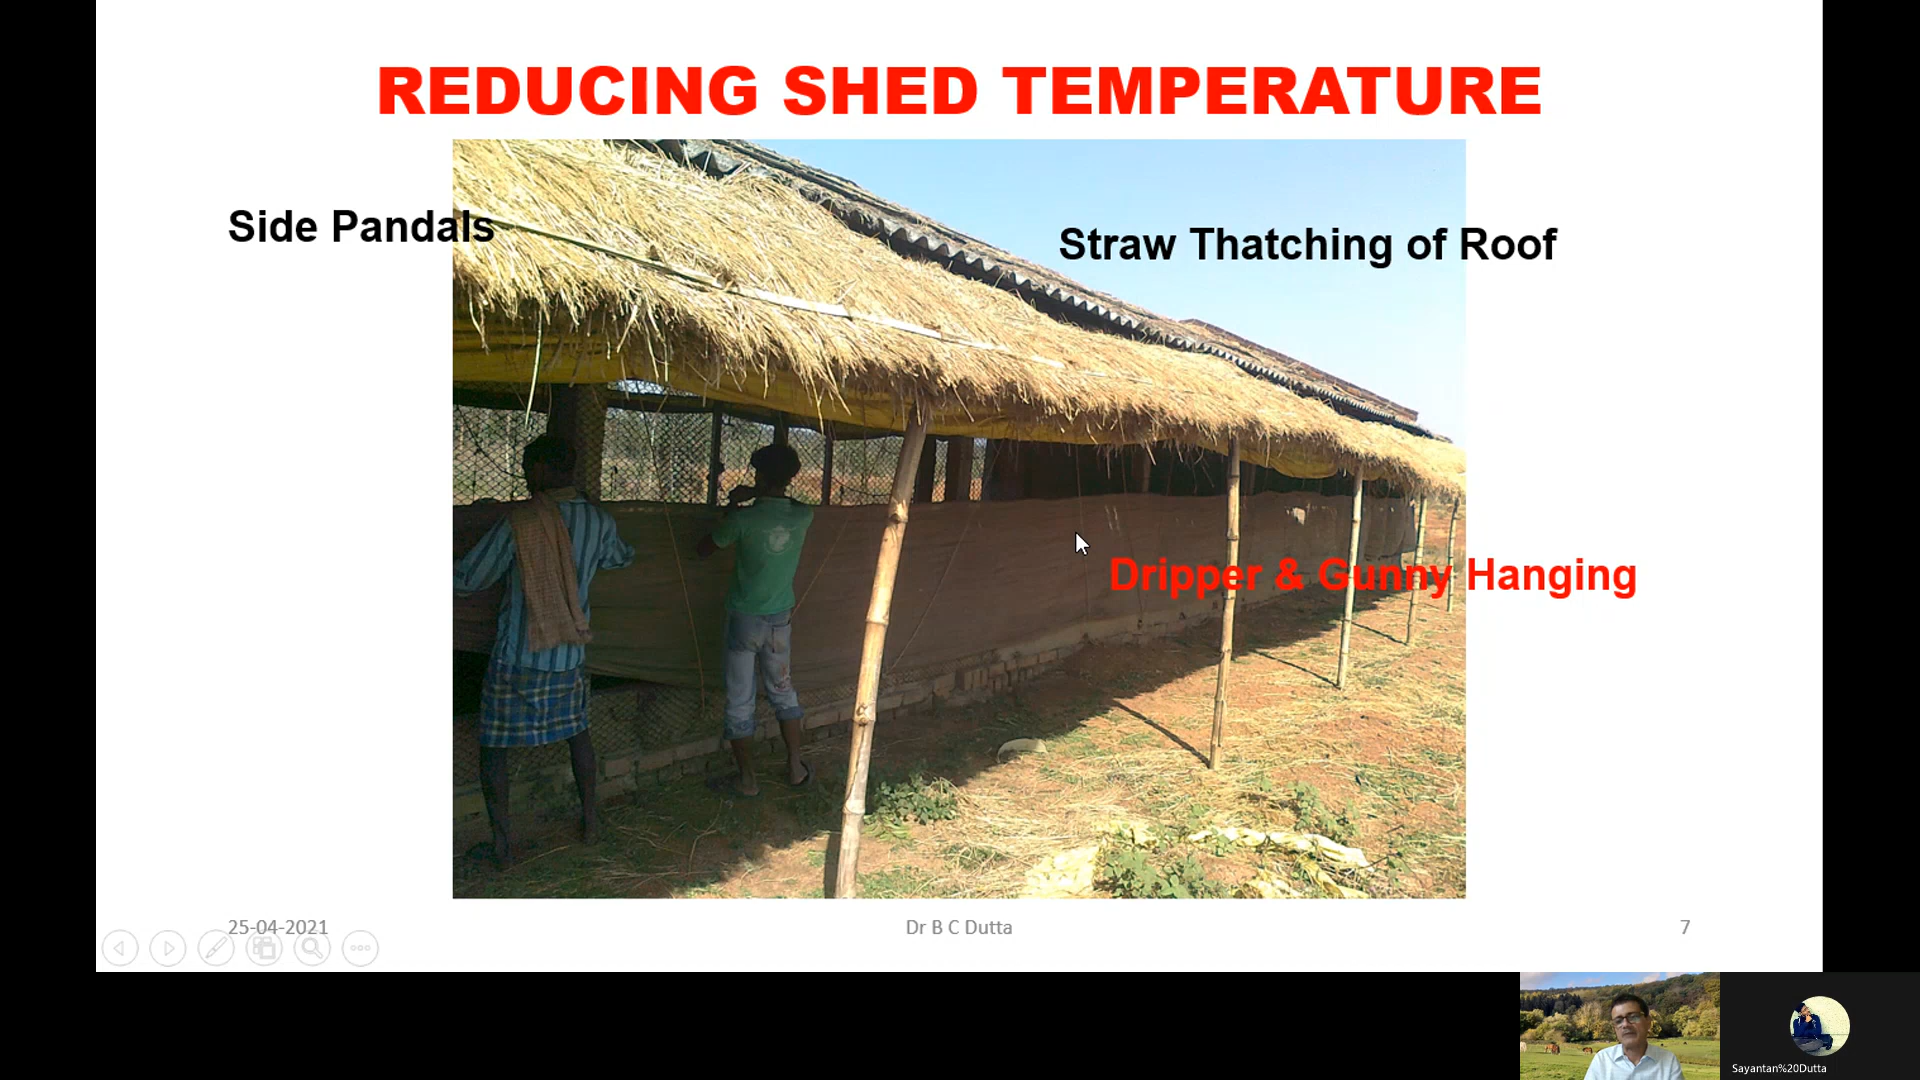 REDUCING SHED TEMPERATURE
Side Pandals
Straw Thatching of Roof
Dripper & Gunny Hanging
25-04-2021
Dr B C Dutta
7
Sayantan%20Dutta